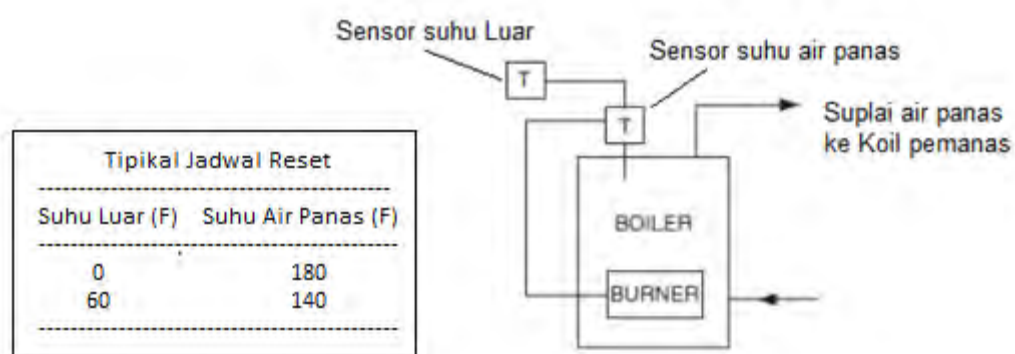 Tipikal Jadwal Reset
Suhu Luar (F) Suhu Air Panas (F)
0 180
60 140
Sensor suhu Luar
Sensor suhu air panas
T
T
Suplai air panas
ke Koil pemanas
BOILER
BURNER